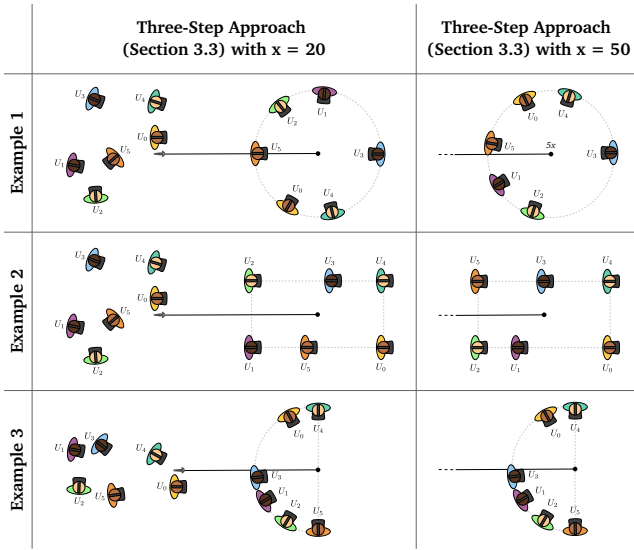 Three-Step Approach
(Section 3.3) with x = 20
Three-Step Approach
(Section 3.3) with x = 50
Example 1
U3
U4
U0
U5
U1
U2
U2
U1
U5
U3
U0
U4
U0
U4
U5
5x
U3
U1
U2
Example 2
U3
U4
U0
U5
U1
U2
U2
U3
U4
U1
U5
U0
U5
U3
U4
U2
U1
U0
Example 3
U1
U3
U4
U2
U5
U0
U0
U4
U3
U1
U2
U5
U0
U4
U3
U1
U2
U5